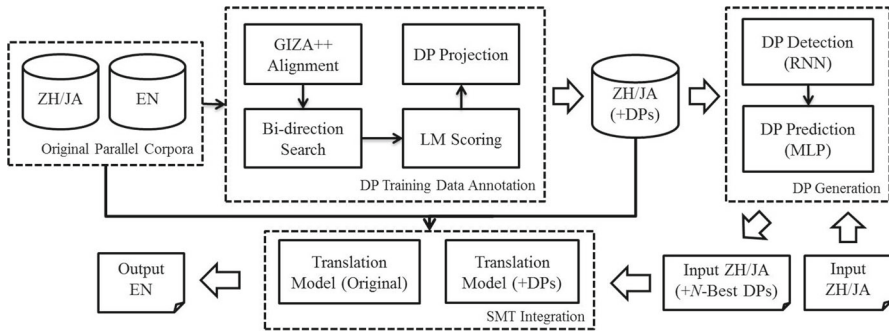 ZH/JA
EN
Original Parallel Corpora
GIZA++
Alignment
Bi-direction
Search
LM Scoring
DP Projection
DP Training Data Annotation
ZH/JA
(+DPs)
DP Detection
(RNN)
DP Prediction
(MLP)
DP Generation
Output
EN
Translation
Model (Original)
Translation
Model (+DPs)
SMT Integration
Input ZH/JA
(+N-Best DPs)
Input
ZH/JA